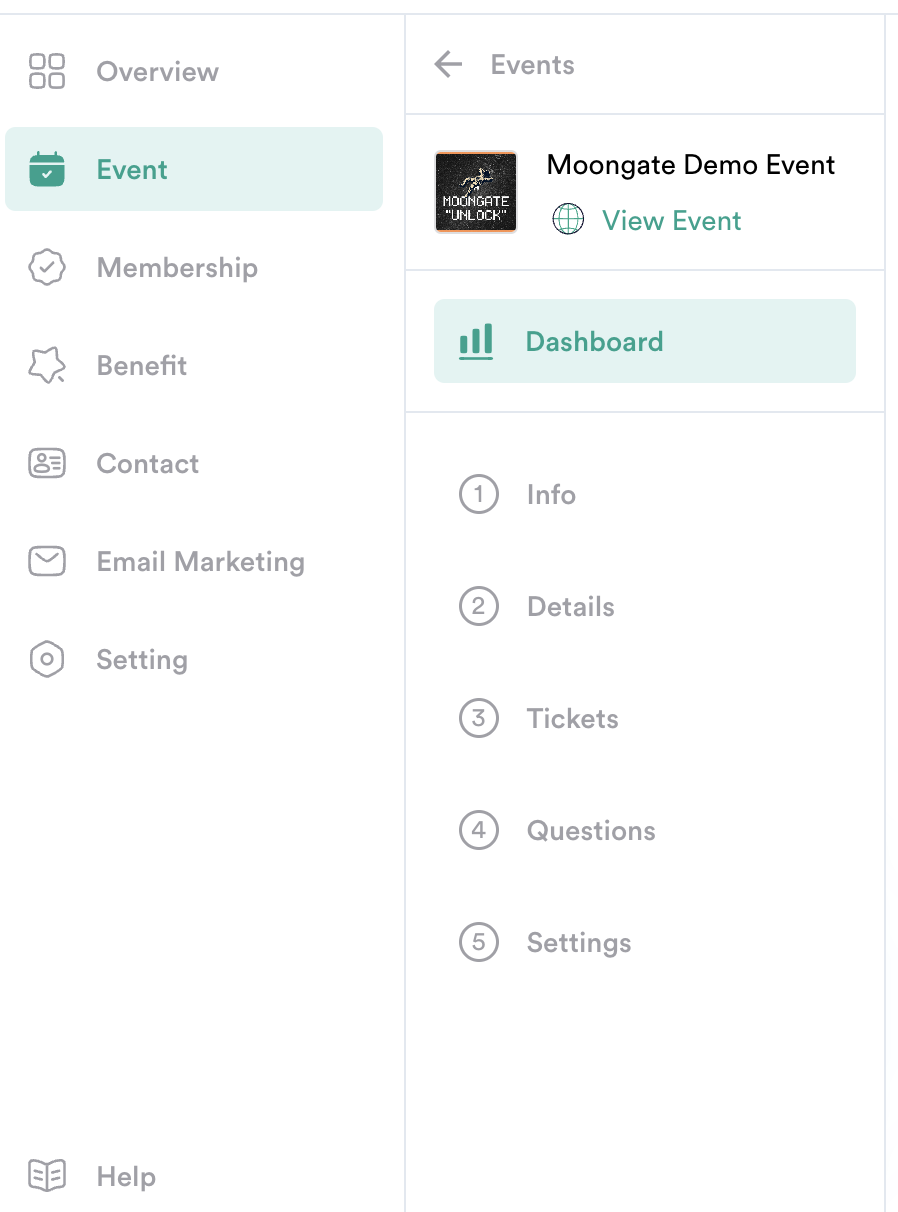 Overview
Event
Membership
Benefit
Contact
Email Marketing
Setting
Help
Events
MOONGATE
"UNLOCK"
Moongate Demo Event
View Event
Dashboard
1 Info
2 Details
3 Tickets
4 Questions
5 Settings